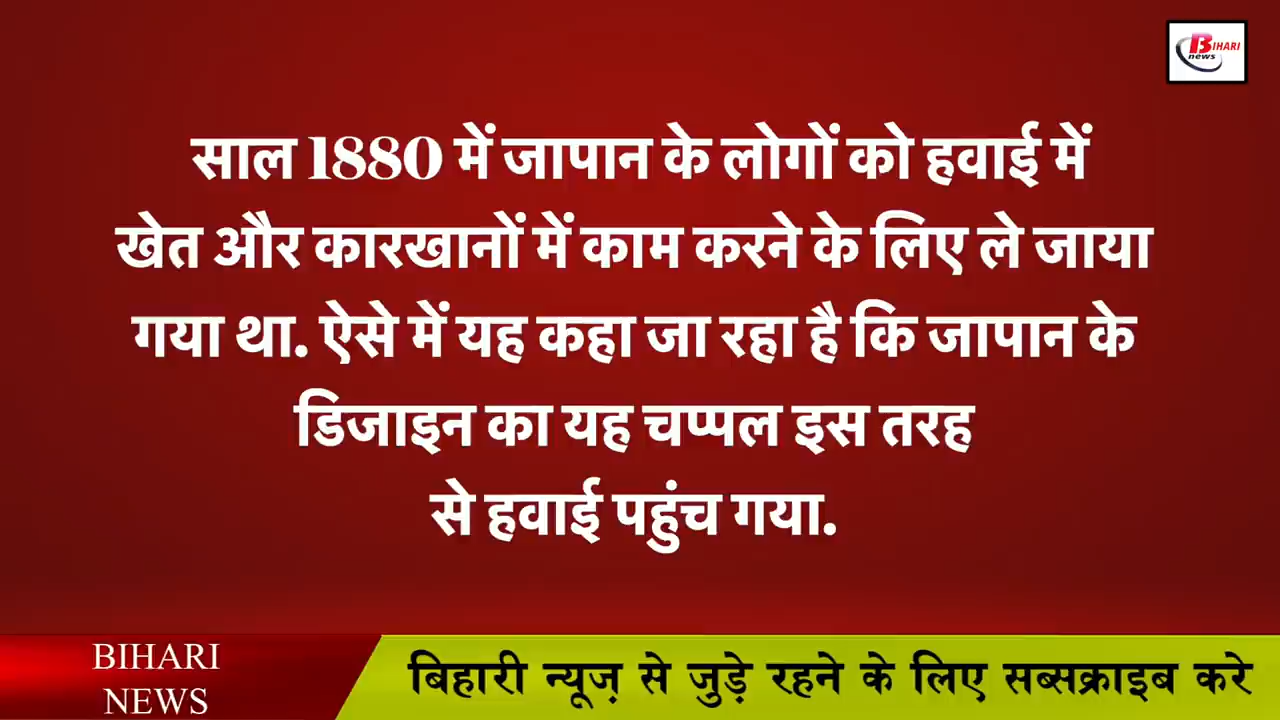 BIHARI
news
साल 1880 में जापान के लोगों को हवाई में
खेत और कारखानों में काम करने के लिए ले जाया
गया था. ऐसे में यह कहा जा रहा है कि जापान के
डिजाइन का यह चप्पल इस तरह
से हवाई पहुंच गया.
BIHARI
NEWS
बिहारी न्यूज़ से जुड़े रहने के लिए सब्सक्राइब करे